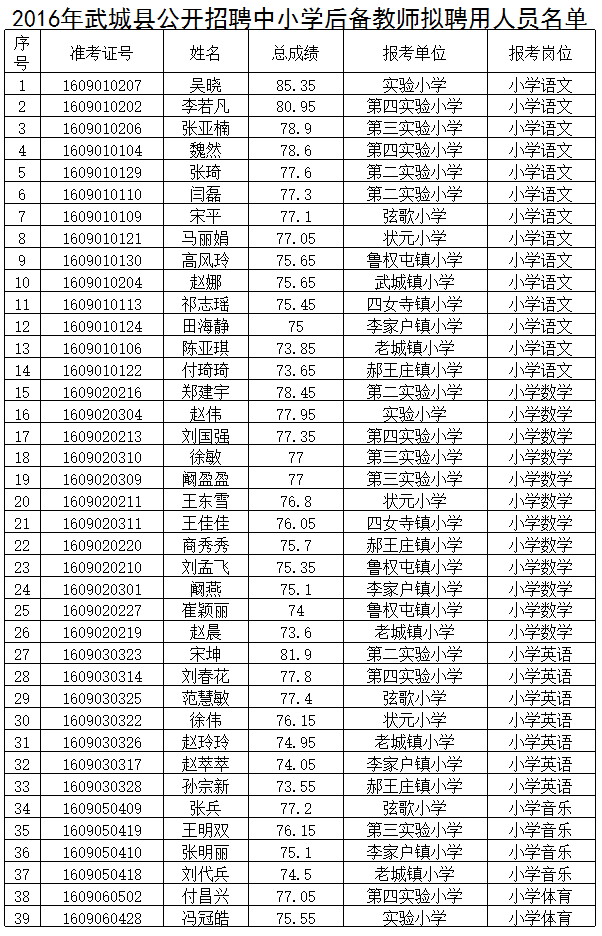 2016年武城县公开招聘中小学后备教师拟聘用人员名单
序号 准考证号 姓名 总成绩 报考单位 报考岗位
1 1609010207 吴晓 85.35 实验小学 小学语文
2 1609010202 李若凡 80.95 第四实验小学 小学语文
3 1609010206 张亚楠 78.9 第三实验小学 小学语文
4 1609010104 魏然 78.6 第四实验小学 小学语文
5 1609010129 张琦 77.6 第二实验小学 小学语文
6 1609010110 闫磊 77.3 第二实验小学 小学语文
7 1609010109 宋平 77.1 弦歌小学 小学语文
8 1609010121 马丽娟 77.05 状元小学 小学语文
9 1609010130 高风玲 75.65 鲁权屯镇小学 小学语文
10 1609010204 赵娜 75.65 武城镇小学 小学语文
11 1609010113 祁志瑶 75.45 四女寺镇小学 小学语文
12 1609010124 田海静 75 李家户镇小学 小学语文
13 1609010106 陈亚琪 73.85 老城镇小学 小学语文
14 1609010122 付琦琦 73.65 郝王庄镇小学 小学语文
15 1609020216 郑建宇 78.45 第二实验小学 小学数学
16 1609020304 赵伟 77.95 实验小学 小学数学
17 1609020213 刘国强 77.35 第四实验小学 小学数学
18 1609020310 徐敏 77 第三实验小学 小学数学
19 1609020309 阚盈盈 77 第三实验小学 小学数学
20 1609020211 王东雪 76.8 状元小学 小学数学
21 1609020311 王佳佳 76.05 四女寺镇小学 小学数学
22 1609020220 商秀秀 75.7 郝王庄镇小学 小学数学
23 1609020210 刘孟飞 75.35 鲁权屯镇小学 小学数学
24 1609020301 阚燕 75.1 李家户镇小学 小学数学
25 1609020227 崔颖丽 74 鲁权屯镇小学 小学数学
26 1609020219 赵晨 73.6 老城镇小学 小学数学
27 1609030323 宋坤 81.9 第二实验小学 小学英语
28 1609030314 刘春花 77.8 第四实验小学 小学英语
29 1609030325 范慧敏 77.4 弦歌小学 小学英语
30 1609030322 徐伟 76.15 状元小学 小学英语
31 1609030326 赵玲玲 74.95 老城镇小学 小学英语
32 1609030317 赵萃萃 74.05 李家户镇小学 小学英语
33 1609030328 孙宗新 73.55 郝王庄镇小学 小学英语
34 1609050409 张兵 77.2 弦歌小学 小学音乐
35 1609050419 王明双 76.15 第三实验小学 小学音乐
36 1609050410 张明丽 75.1 李家户镇小学 小学音乐
37 1609050418 刘代兵 74.5 老城镇小学 小学音乐
38 1609060502 付昌兴 77.05 第四实验小学 小学体育
39 1609060428 冯冠皓 75.55 实验小学 小学体育